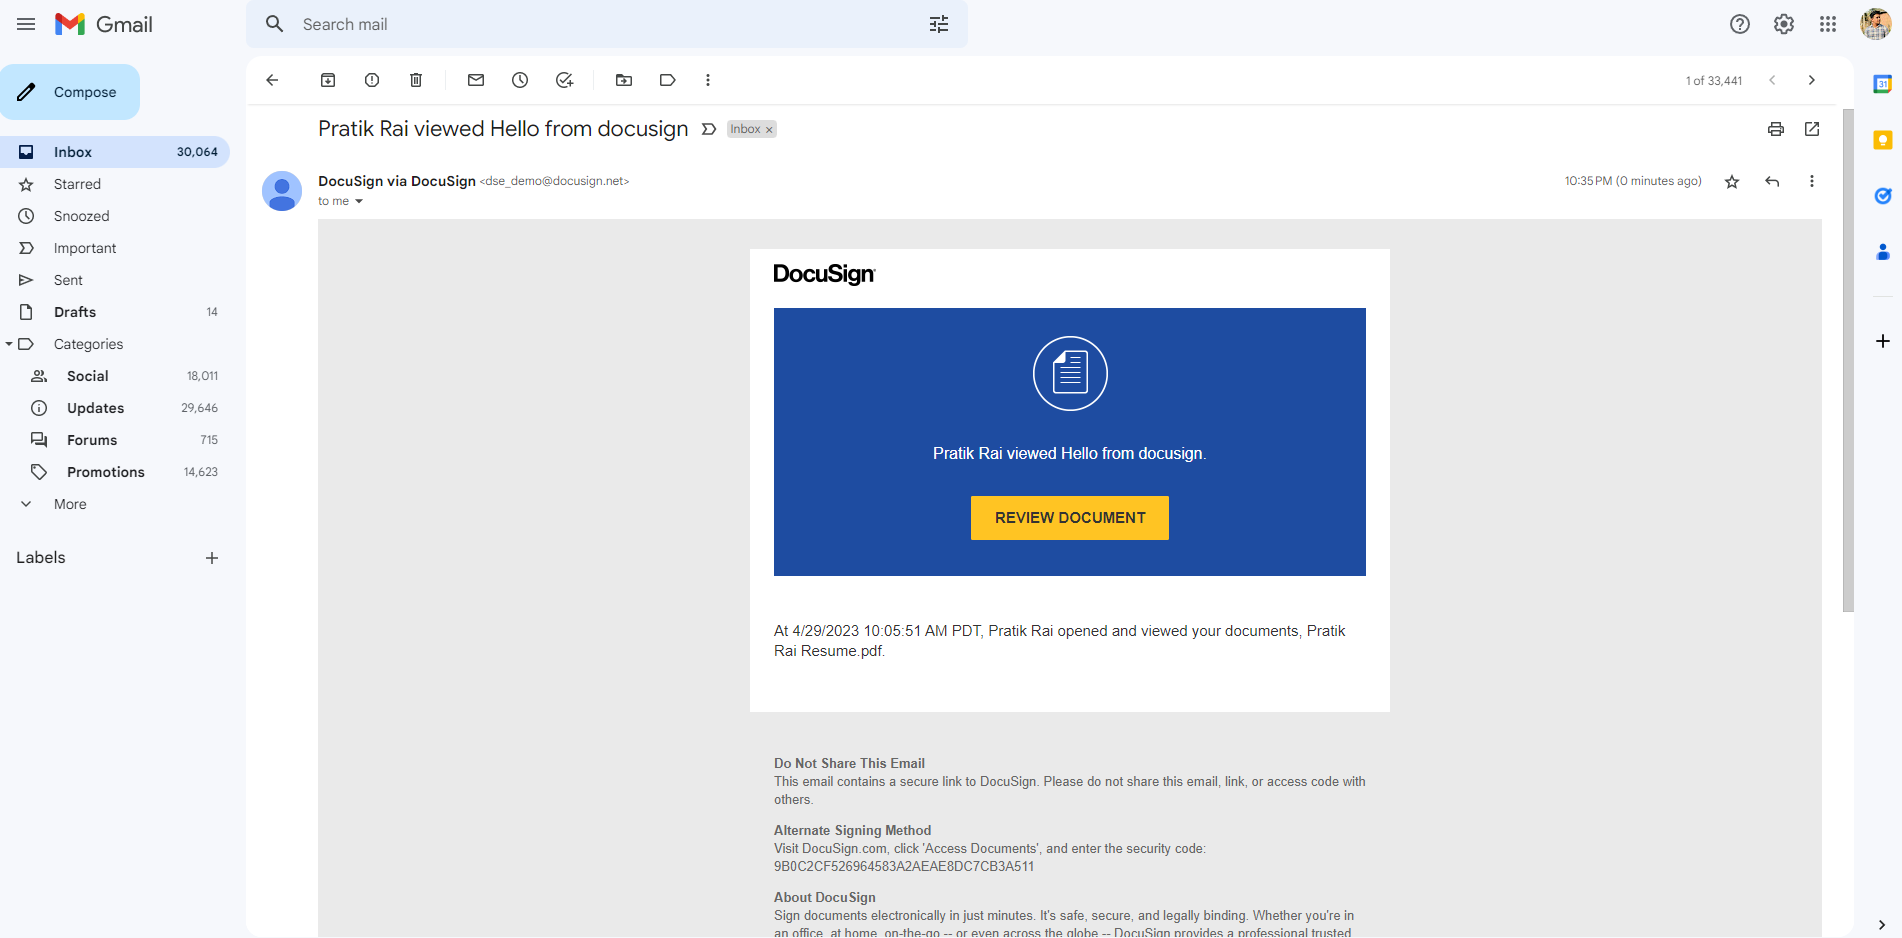 Gmail
Search mail
Compose
Inbox 30,064
Starred
Snoozed
Important
Sent
Drafts 14
Categories
Social 18,011
Updates 29,646
Forums 715
Promotions 14,623
More
Labels
1 of 33,441
Pratik Rai viewed Hello from docusign
Inbox ×
DocuSign via DocuSign <dse_demo@docusign.net>
10:35 PM (0 minutes ago)
to me
DocuSign
Pratik Rai viewed Hello from docusign.
REVIEW DOCUMENT
At 4/29/2023 10:05:51 AM PDT, Pratik Rai opened and viewed your documents, Pratik
Rai Resume.pdf.
Do Not Share This Email
This email contains a secure link to DocuSign. Please do not share this email, link, or access code with
others.
Alternate Signing Method
Visit DocuSign.com, click 'Access Documents', and enter the security code:
9B0C2CF526964583A2AEAE8DC7CB3A511
About DocuSign
Sign documents electronically in just minutes. It's safe, secure, and legally binding. Whether you're in
an office, at home, on-the-go -- or even across the globe -- DocuSign provides a professional trusted
31